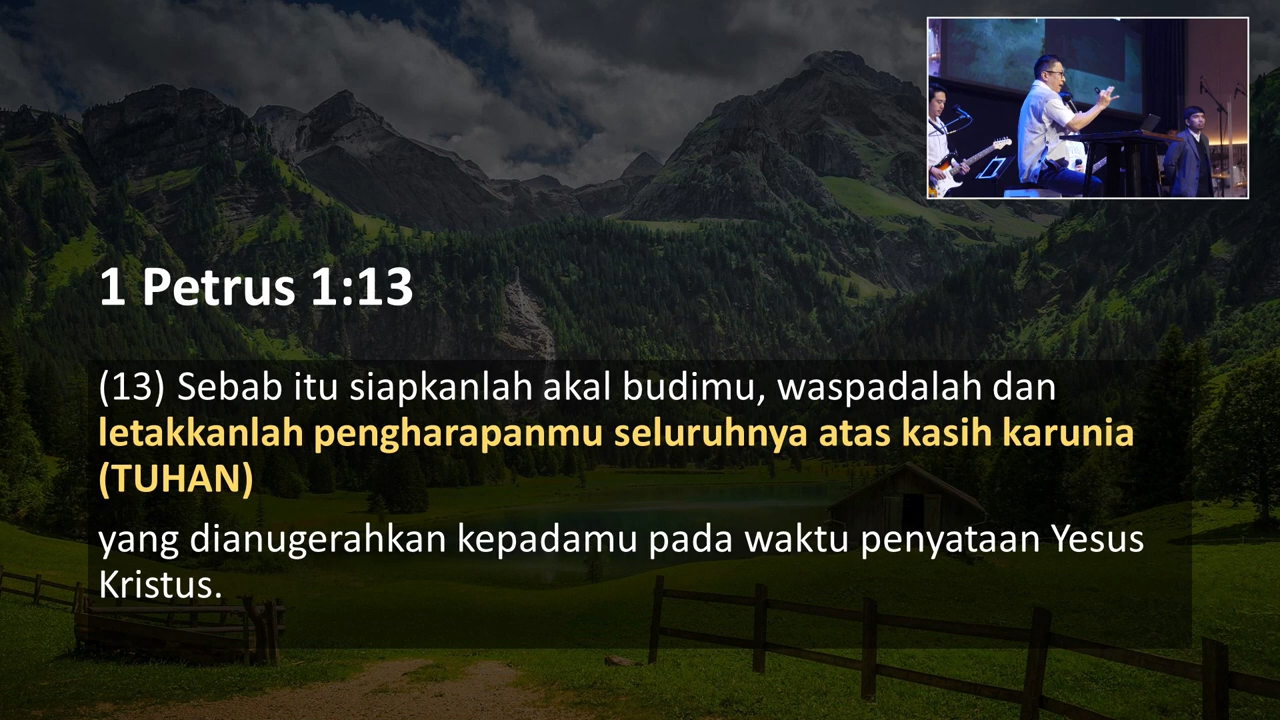 1 Petrus 1:13
(13) Sebab itu siapkanlah akal budimu, waspadalah dan
letakkanlah pengharapanmu seluruhnya atas kasih karunia
(TUHAN)
yang dianugerahkan kepadamu pada waktu penyataan Yesus
Kristus.